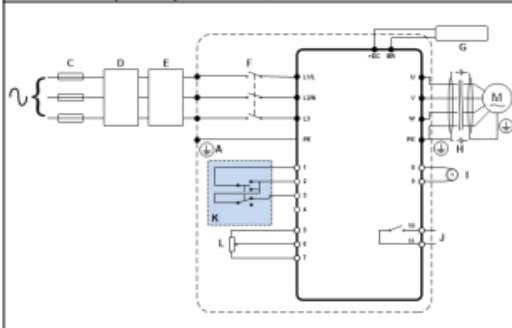 C D E F G
+DC BR
L1/L U
L2/N V
L3 W
PE PE
M
A H
1 8
2 9
I
3
K 4
5 10
L 6 11 J
7